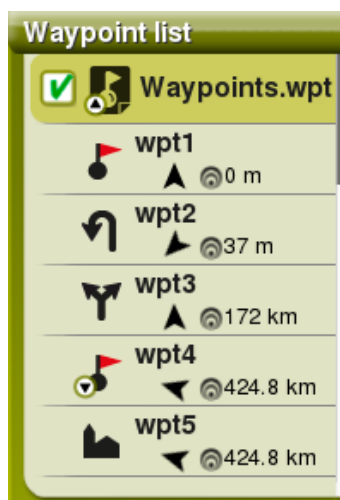 Waypoint list
Waypoints.wpt
wpt1
0 m
wpt2
37 m
wpt3
172 km
wpt4
424.8 km
wpt5
424.8 km